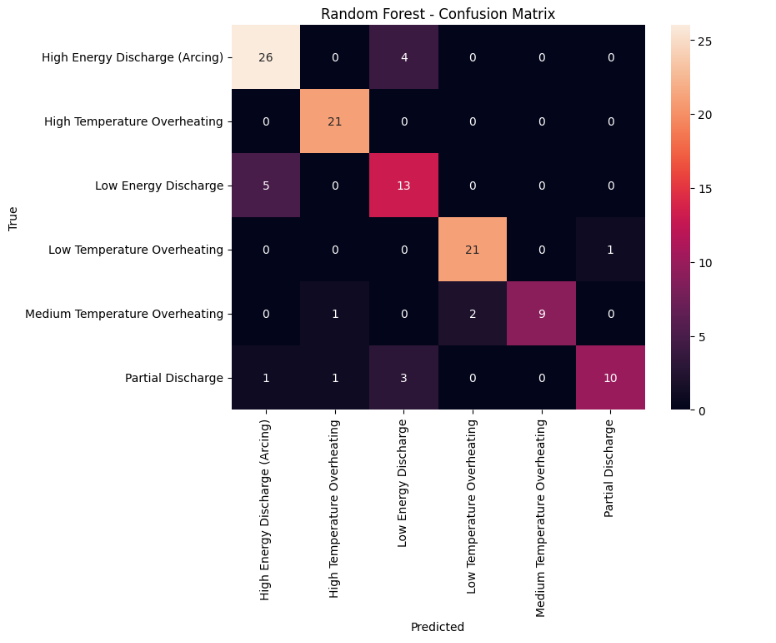 Random Forest - Confusion Matrix
True
High Energy Discharge (Arcing) 26 0 4 0 0 0
High Temperature Overheating 0 21 0 0 0 0
Low Energy Discharge 5 0 13 0 0 0
Low Temperature Overheating 0 0 0 21 0 1
Medium Temperature Overheating 0 1 0 2 9 0
Partial Discharge 1 1 3 0 0 10
High Energy Discharge (Arcing)
High Temperature Overheating
Low Energy Discharge
Low Temperature Overheating
Medium Temperature Overheating
Partial Discharge
Predicted
25
20
15
10
5
0